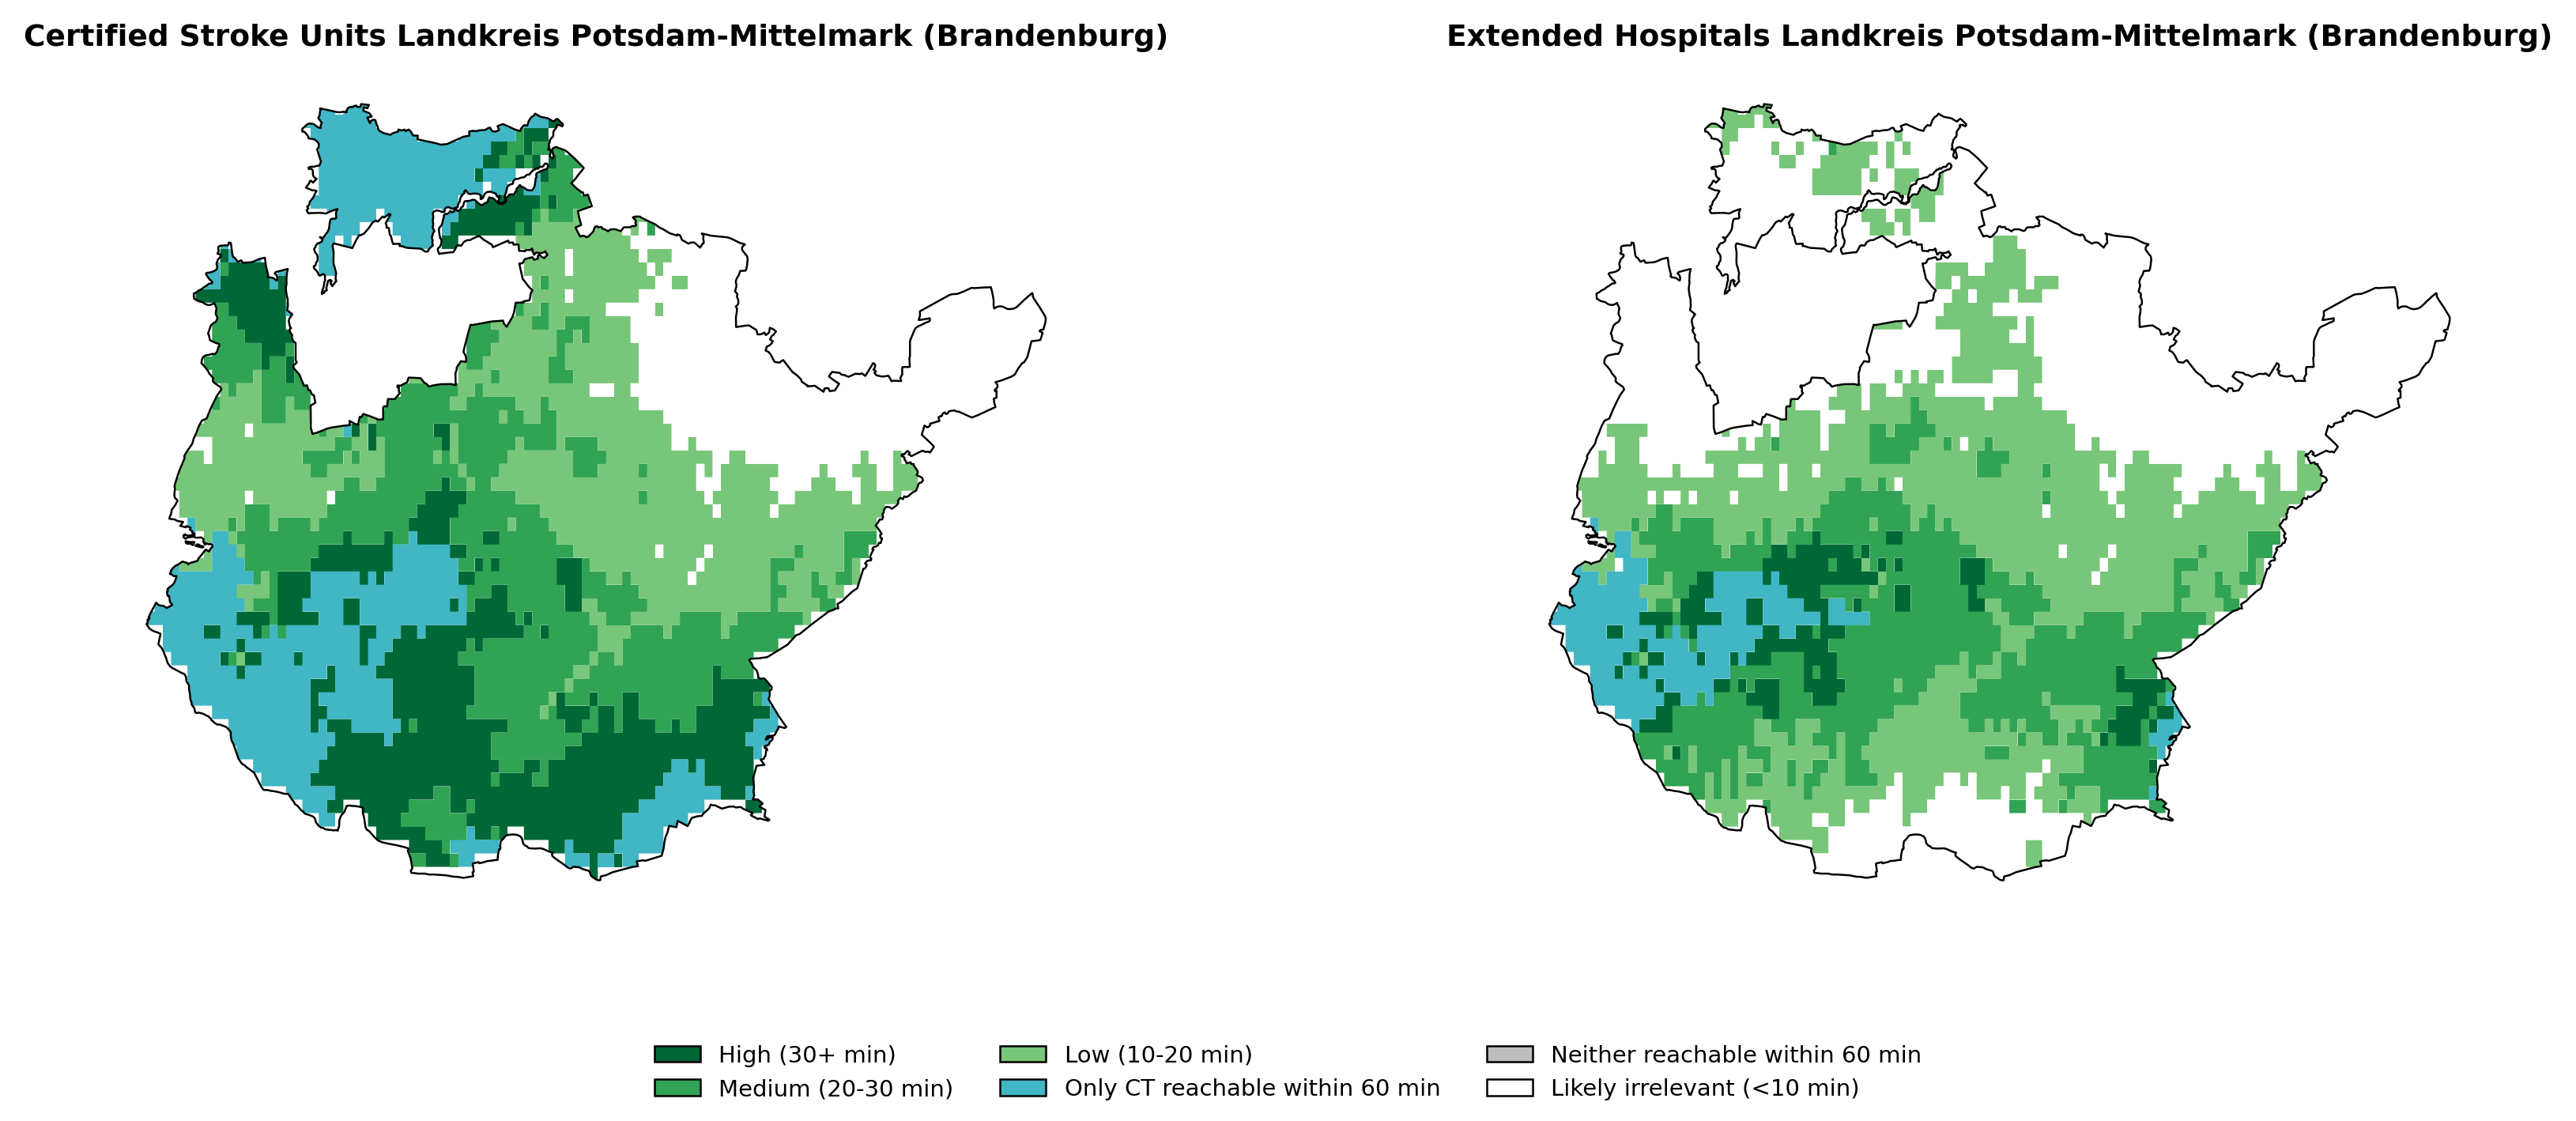 Certified Stroke Units Landkreis Potsdam-Mittelmark (Brandenburg)
Extended Hospitals Landkreis Potsdam-Mittelmark (Brandenburg)
High (30+ min)
Medium (20-30 min)
Low (10-20 min)
Only CT reachable within 60 min
Neither reachable within 60 min
Likely irrelevant (<10 min)